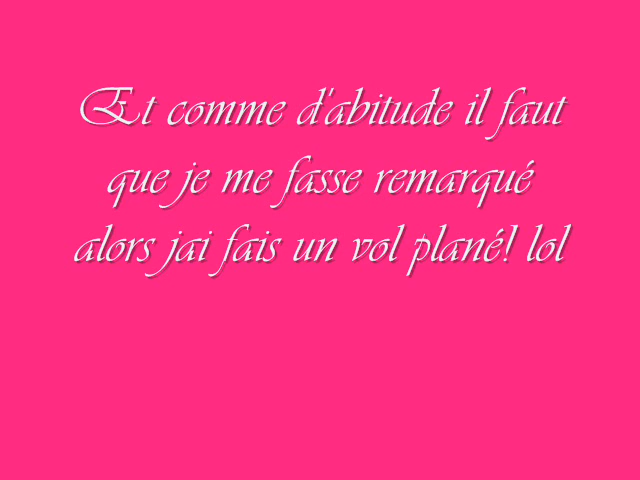 Et comme d'abitude il faut
que je me fasse remarqué
alors jai fais un vol plané! lol